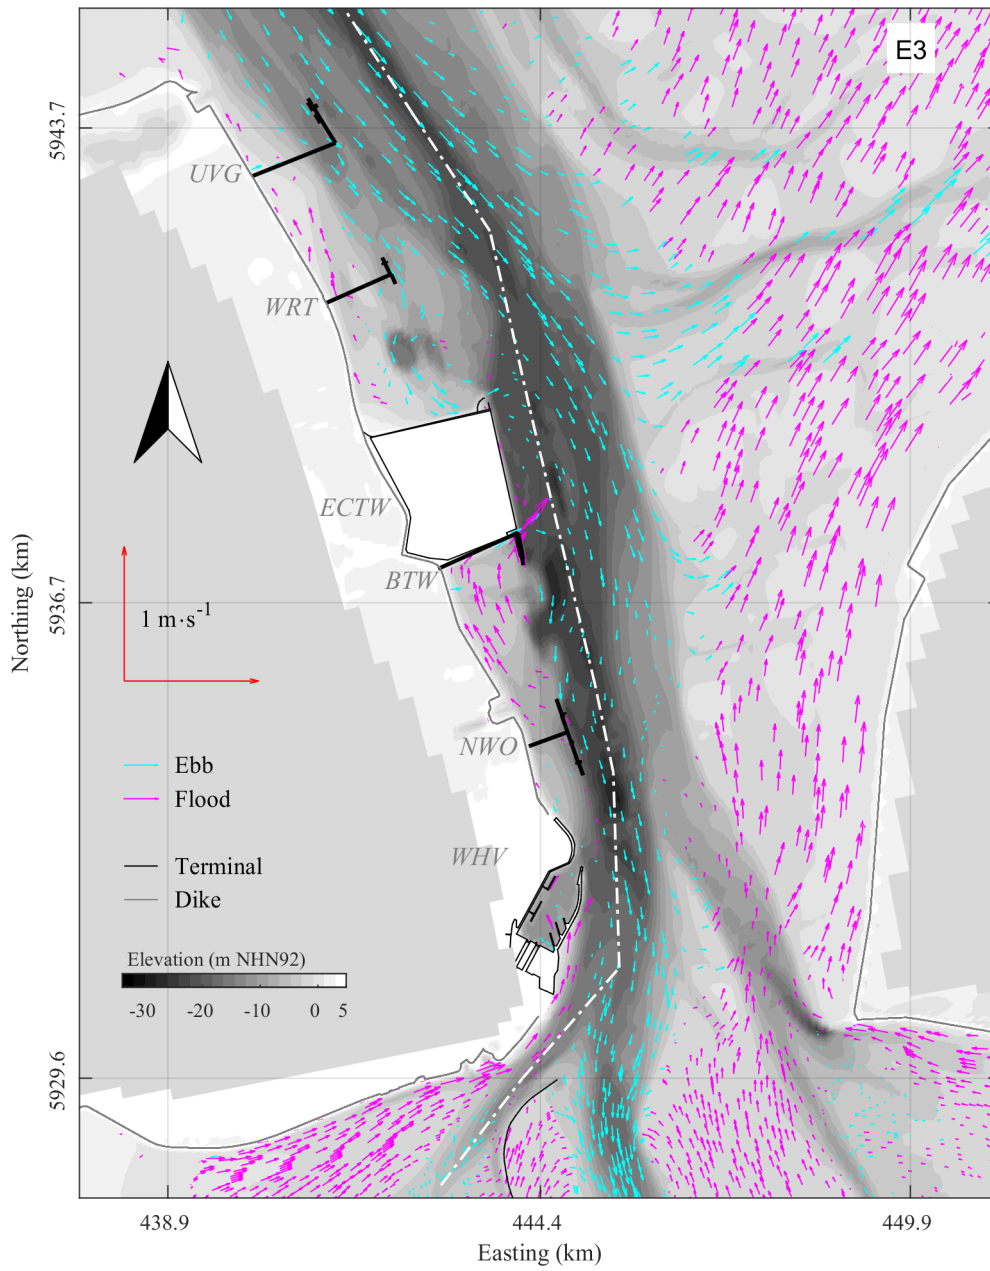 E3
5943.7
UVG
WRT
ECTW
BTW
5936.7
Northing (km)
1 m·s⁻¹
NWO
Ebb
Flood
WHV
Terminal
Dike
Elevation (m NHN92)
-30 -20 -10 0 5
5929.6
438.9 444.4 449.9
Easting (km)